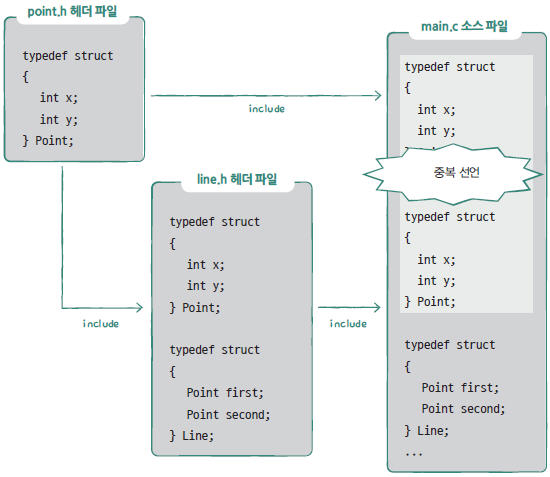 point.h 헤더 파일
typedef struct
{
int x;
int y;
} Point;
include
include
line.h 헤더 파일
typedef struct
{
int x;
int y;
} Point;
typedef struct
{
Point first;
Point second;
} Line;
include
main.c 소스 파일
typedef struct
{
int x;
int y;
중복 선언
typedef struct
{
int x;
int y;
} Point;
typedef struct
{
Point first;
Point second;
} Line;
...